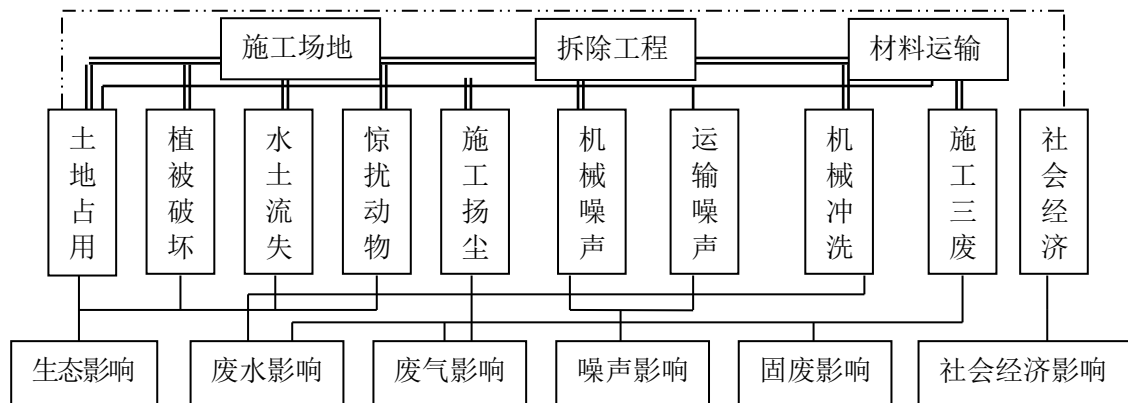 施工场地
拆除工程
材料运输
土地占用
植被破坏
水土流失
惊扰动物
施工扬尘
机械噪声
运输噪声
机械冲洗
施工三废
社会经济
生态影响
废水影响
废气影响
噪声影响
固废影响
社会经济影响